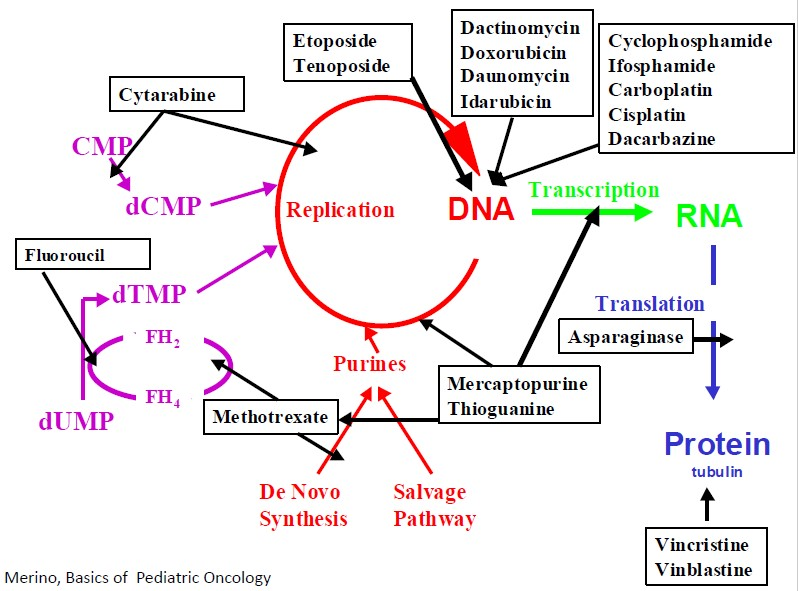 Etoposide
Tenoposide
Dactinomycin
Doxorubicin
Daunomycin
Idarubicin
Cyclophosphamide
Ifosphamide
Carboplatin
Cisplatin
Dacarbazine
Cytarabine
CMP
dCMP
Replication
DNA
Transcription
RNA
Fluoroucil
dTMP
FH2
FH4
dUMP
Translation
Asparaginase
Purines
Mercaptopurine
Thioguanine
Methotrexate
De Novo
Synthesis
Salvage
Pathway
Protein
tubulin
Vincristine
Vinblastine
Merino, Basics of Pediatric Oncology